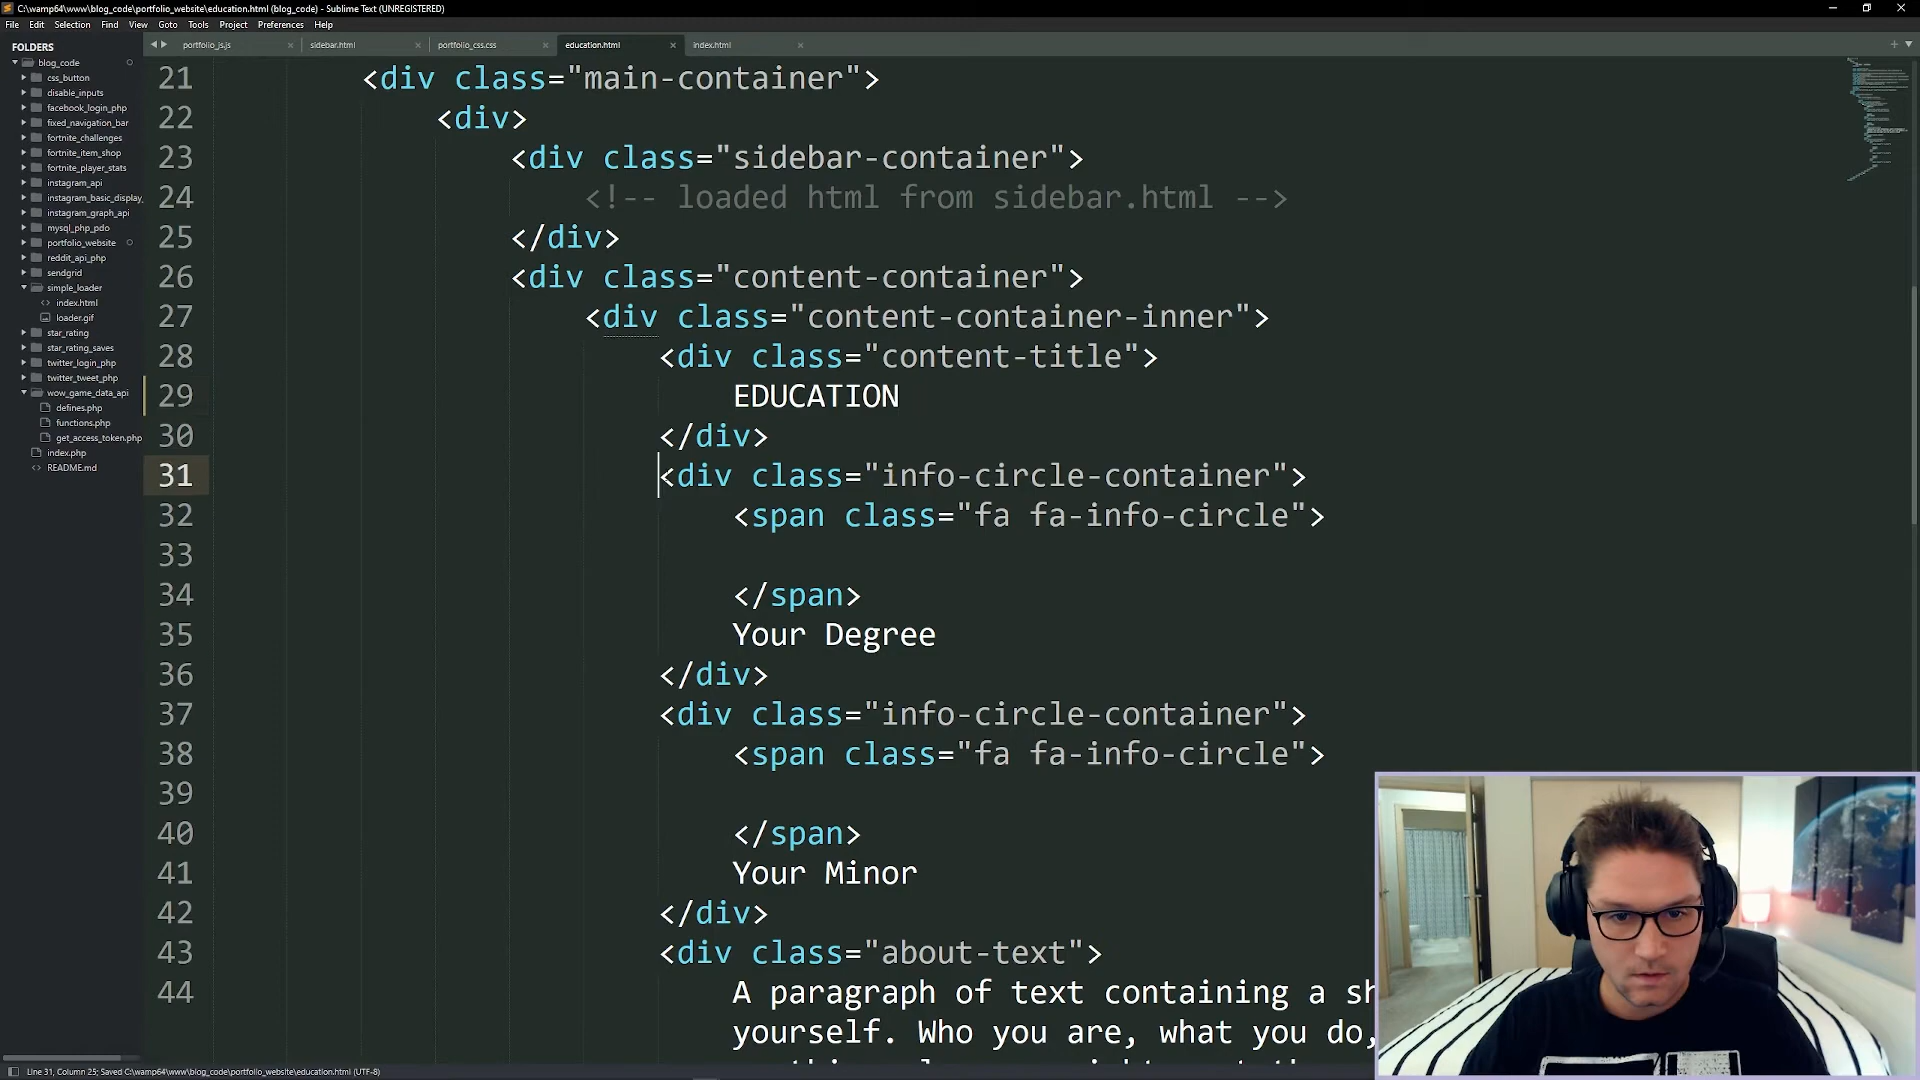 C:\wamp64\www\blog_code\portfolio_website\education.html (blog_code) - Sublime Text (UNREGISTERED)
File Edit Selection Find View Goto Tools Project Preferences Help
FOLDERS
blog_code
css_button
disable_inputs
facebook_login_php
fixed_navigation_bar
fortnite_challenges
fortnite_item_shop
fortnite_player_stats
instagram_api
instagram_basic_display_
instagram_graph_api
mysql_php_pdo
portfolio_website
reddit_api_php
sendgrid
simple_loader
index.html
loader.gif
star_rating
star_rating_saves
twitter_login_php
twitter_tweet_php
wow_game_data_api
defines.php
functions.php
get_access_token.php
index.php
README.md
portfolio_js.js sidebar.html portfolio_css.css education.html index.html
21 <div class="main-container">
22 <div>
23 <div class="sidebar-container">
24 <!-- loaded html from sidebar.html -->
25 </div>
26 <div class="content-container">
27 <div class="content-container-inner">
28 <div class="content-title">
29 EDUCATION
30 </div>
31 <div class="info-circle-container">
32 <span class="fa fa-info-circle">
33
34 </span>
35 Your Degree
36 </div>
37 <div class="info-circle-container">
38 <span class="fa fa-info-circle">
39
40 </span>
41 Your Minor
42 </div>
43 <div class="about-text">
44 A paragraph of text containing a sh
yourself. Who you are, what you do,
Line 31, Column 25; Saved C:\wamp64\www\blog_code\portfolio_website\education.html (UTF-8)